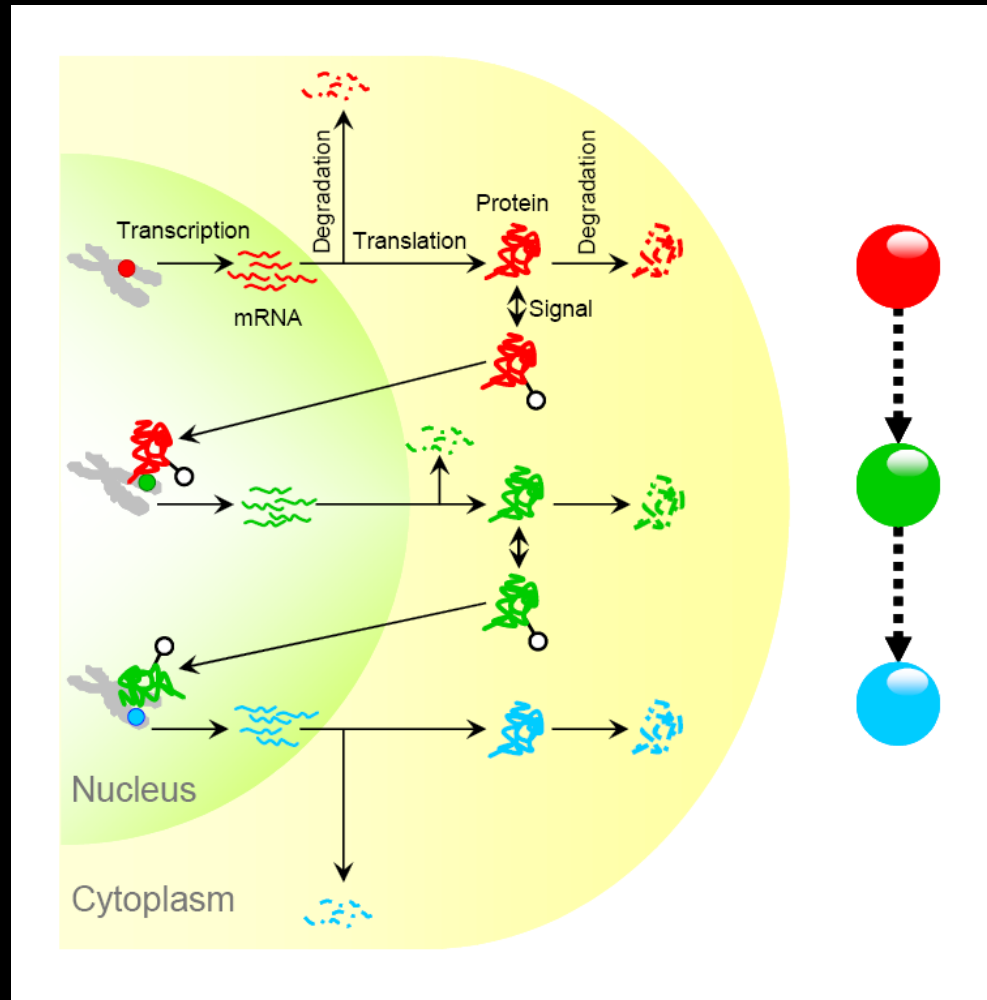 Degradation
Degradation
Protein
Transcription
Translation
mRNA
Signal
Nucleus
Cytoplasm